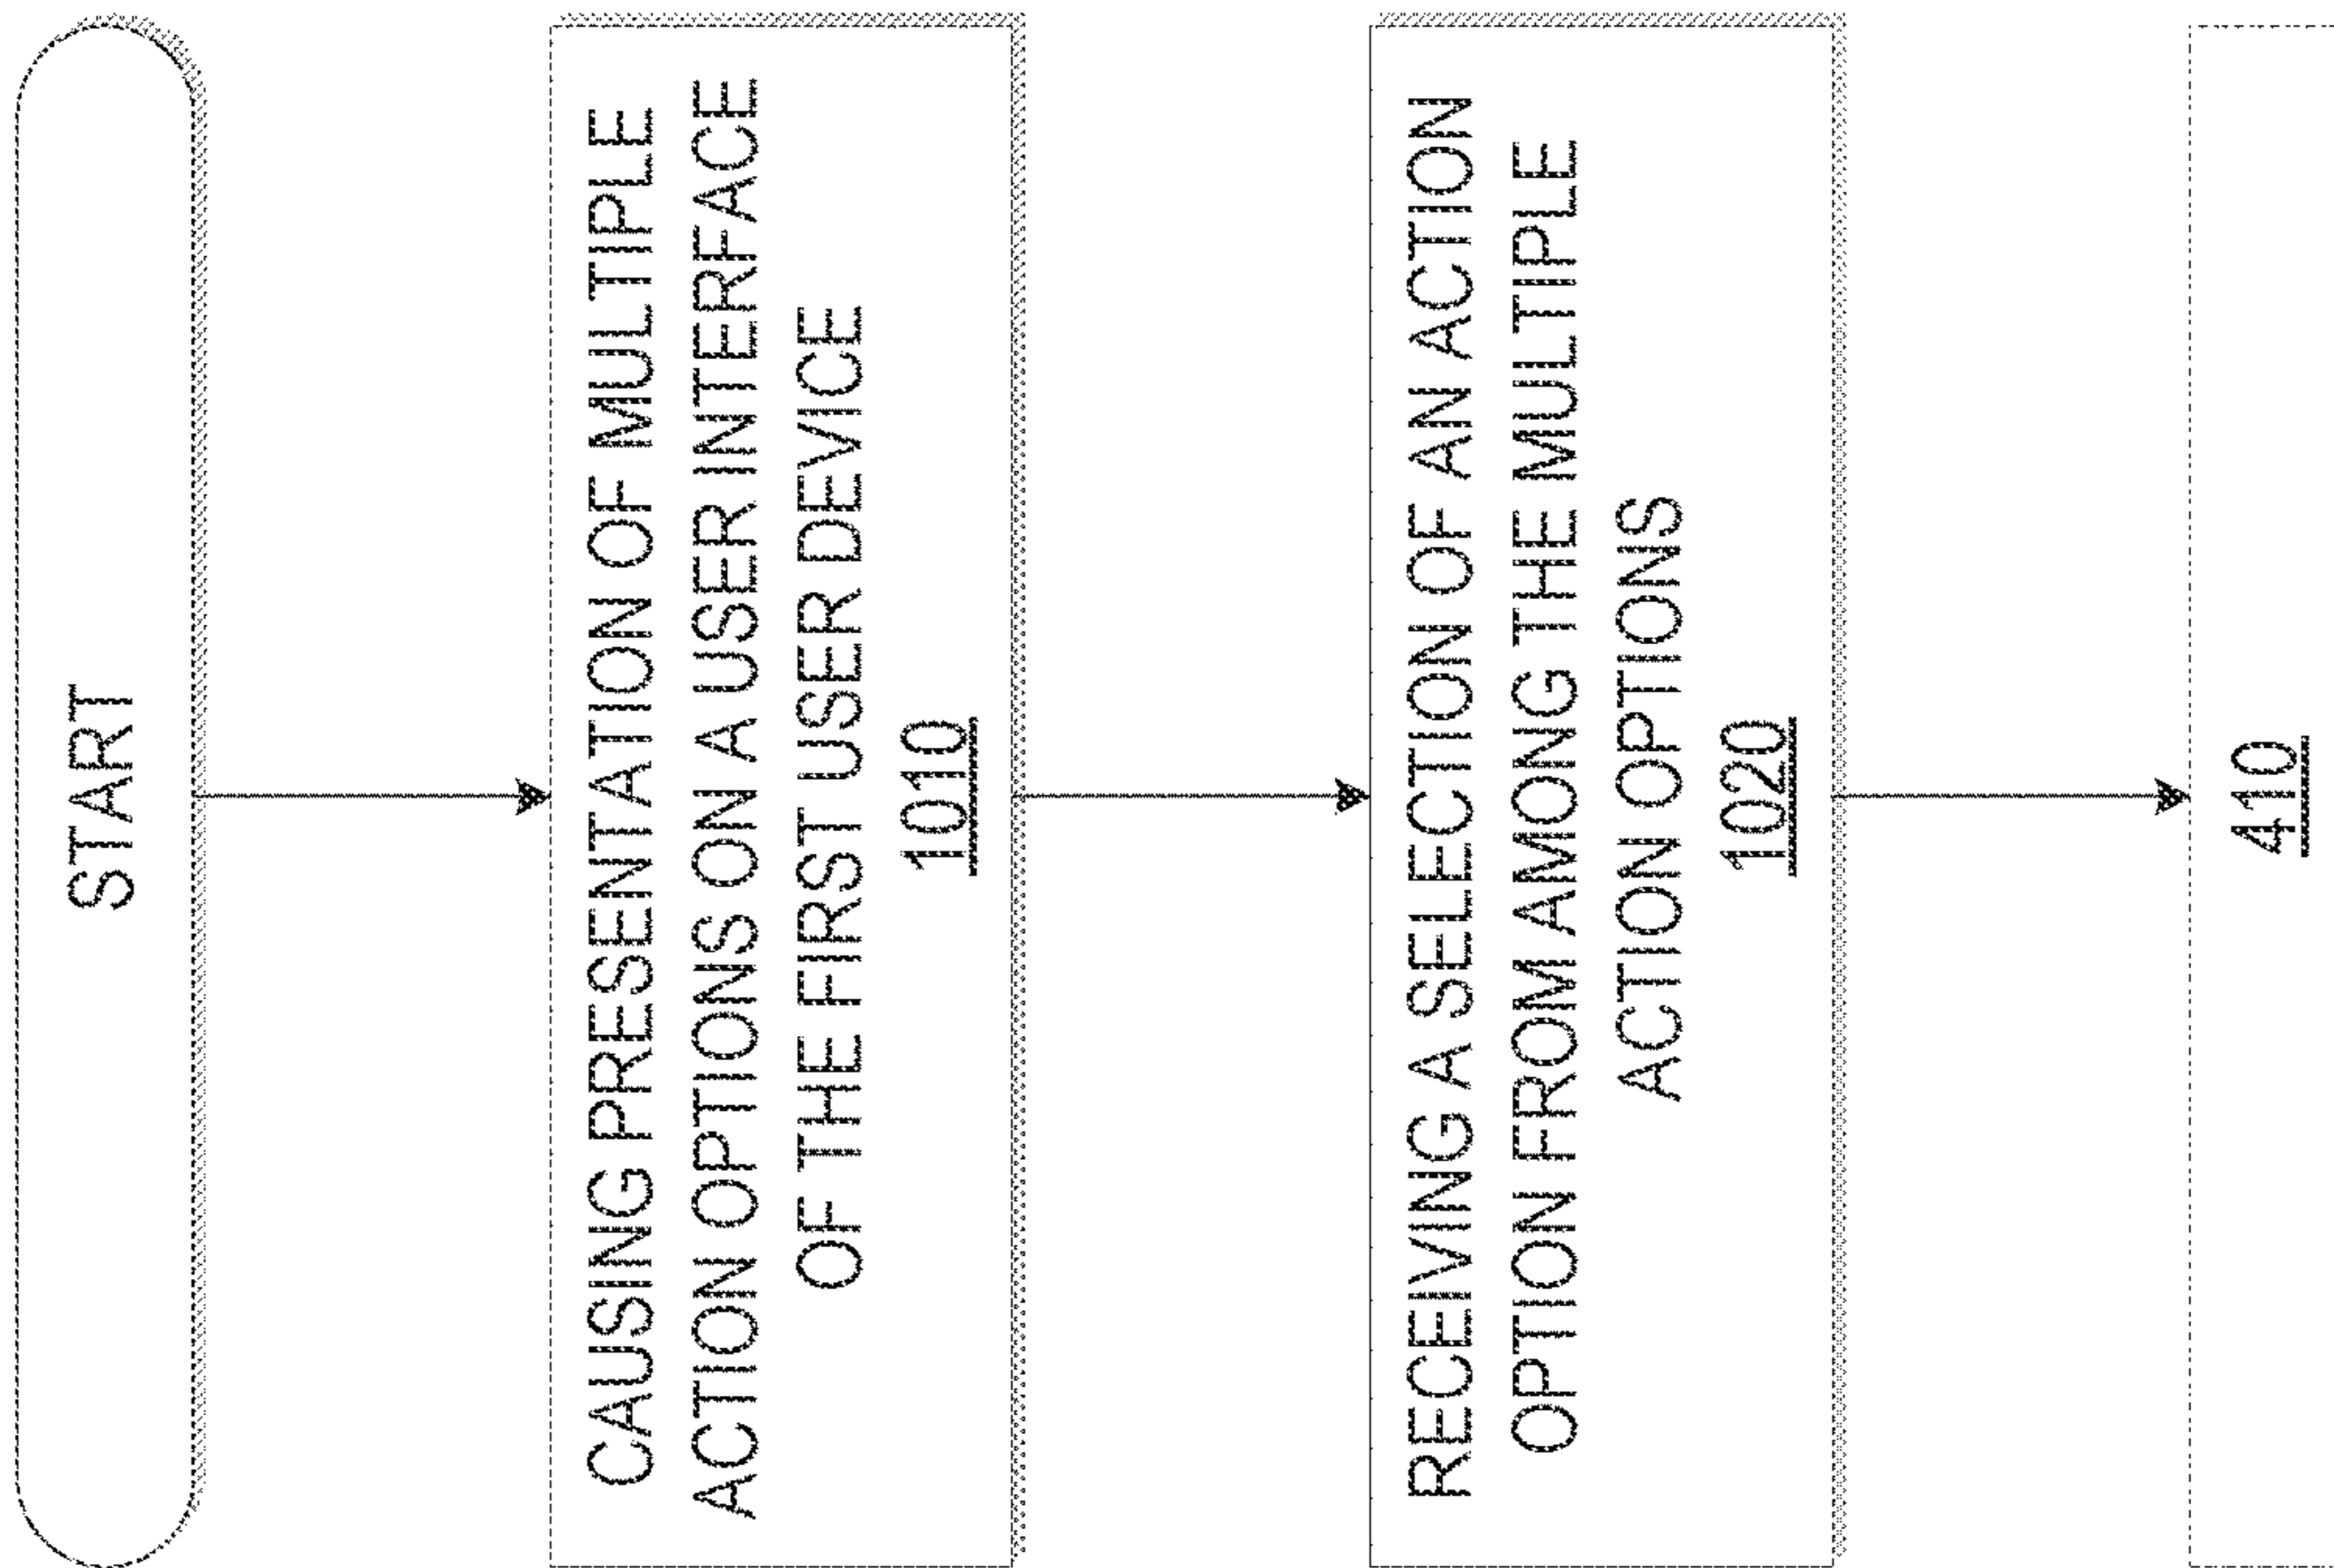 START
CAUSING PRESENTATION OF MULTIPLE
ACTION OPTIONS ON A USER INTERFACE
OF THE FIRST USER DEVICE
1010
RECEIVING A SELECTION OF AN ACTION
OPTION FROM AMONG THE MULTIPLE
ACTION OPTIONS
1020
410